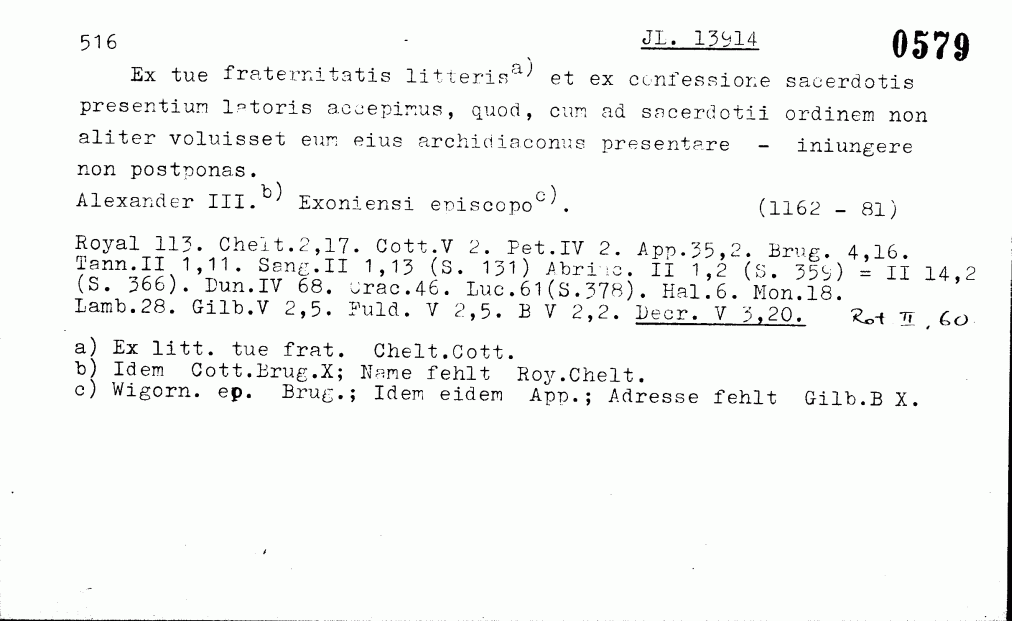 516 JL. 13914 0579
Ex tue fraternitatis litteris a) et ex confessione sacerdotis
presentium latoris accepimus, quod, cum ad sacerdotii ordinem non
aliter voluisset eum eius archidiaconus presentare - iniungere
non postponas.
Alexander III. b) Exoniensi episcopo c). (1162 - 81)
Royal 113. Chelt.2,17. Cott.V 2. Pet.IV 2. App.35,2. Brug. 4,16.
Tann.II 1,11. Sang.II 1,13 (S. 131) Abrinc. II 1,2 (S. 359) = II 14,2
(S. 366). Dun.IV 68. Orac.46. Luc.61(S.378). Hal.6. Mon.18.
Lamb.28. Gilb.V 2,5. Fuld. V 2,5. B V 2,2. Decr. V 3,20. Rot II, 60
a) Ex litt. tue frat. Chelt.Cott.
b) Idem Cott.Brug.X; Name fehlt Roy.Chelt.
c) Wigorn. ep. Brug.; Idem eidem App.; Adresse fehlt Gilb.B X.